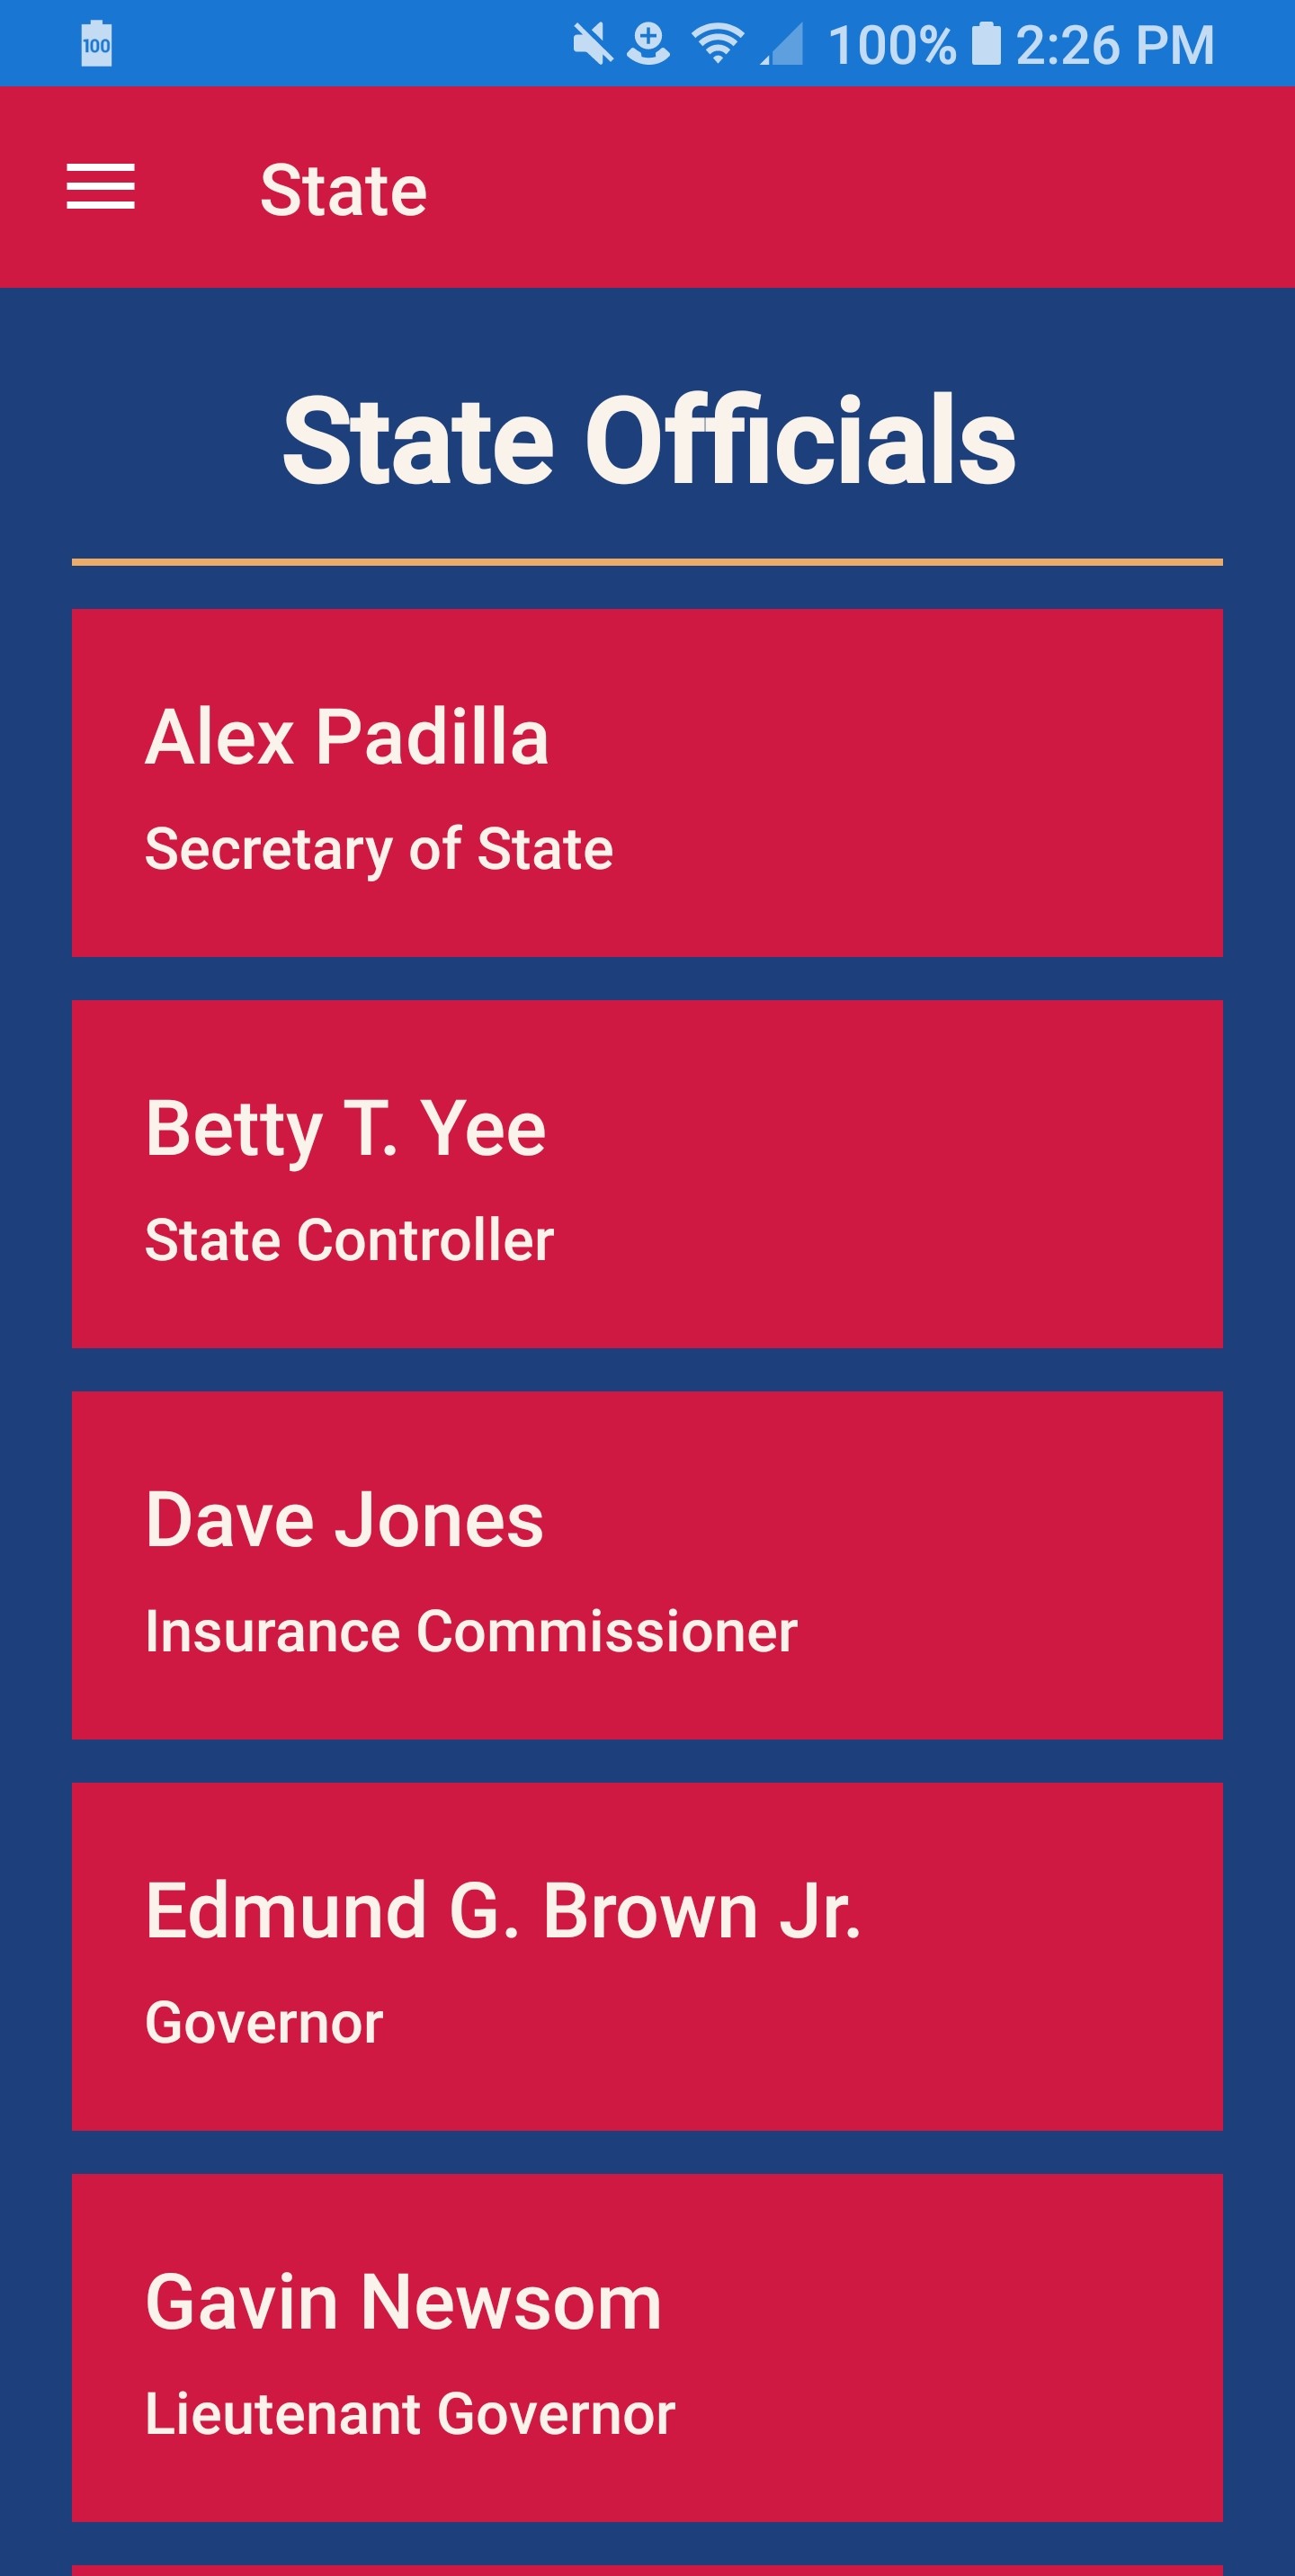 100 100% 2:26 PM
State
State Officials
Alex Padilla
Secretary of State
Betty T. Yee
State Controller
Dave Jones
Insurance Commissioner
Edmund G. Brown Jr.
Governor
Gavin Newsom
Lieutenant Governor